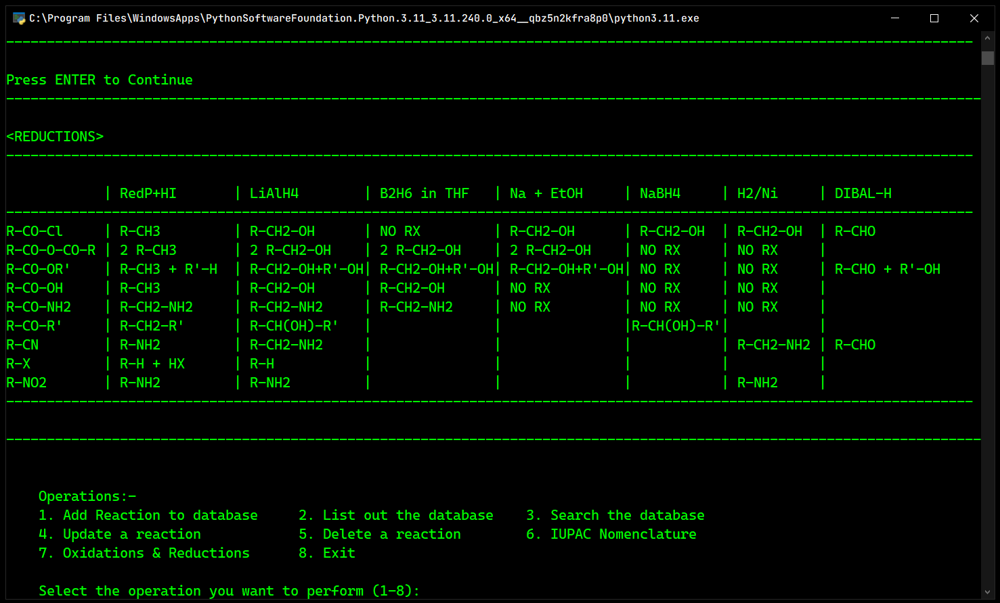 C:\Program Files\WindowsApps\PythonSoftwareFoundation.Python.3.11_3.11.240.0_x64__qbz5n2kfra8p0\python3.11.exe
Press ENTER to Continue
<REDUCTIONS>
| RedP+HI | LiAlH4 | B2H6 in THF | Na + EtOH | NaBH4 | H2/Ni | DIBAL-H
R-CO-Cl | R-CH3 | R-CH2-OH | NO RX | R-CH2-OH | R-CH2-OH | R-CH2-OH | R-CHO
R-CO-O-CO-R | 2 R-CH3 | 2 R-CH2-OH | 2 R-CH2-OH | 2 R-CH2-OH | NO RX | NO RX |
R-CO-OR' | R-CH3 + R'-H | R-CH2-OH+R'-OH| R-CH2-OH+R'-OH| R-CH2-OH+R'-OH| NO RX | NO RX | R-CHO + R'-OH
R-CO-OH | R-CH3 | R-CH2-OH | R-CH2-OH | NO RX | NO RX | NO RX |
R-CO-NH2 | R-CH2-NH2 | R-CH2-NH2 | R-CH2-NH2 | NO RX | NO RX | NO RX |
R-CO-R' | R-CH2-R' | R-CH(OH)-R' | | |R-CH(OH)-R'| |
R-CN | R-NH2 | R-CH2-NH2 | | | | R-CH2-NH2 | R-CHO
R-X | R-H + HX | R-H | | | | |
R-NO2 | R-NH2 | R-NH2 | | | | R-NH2 |
Operations:-
1. Add Reaction to database 2. List out the database 3. Search the database
4. Update a reaction 5. Delete a reaction 6. IUPAC Nomenclature
7. Oxidations & Reductions 8. Exit
Select the operation you want to perform (1-8):